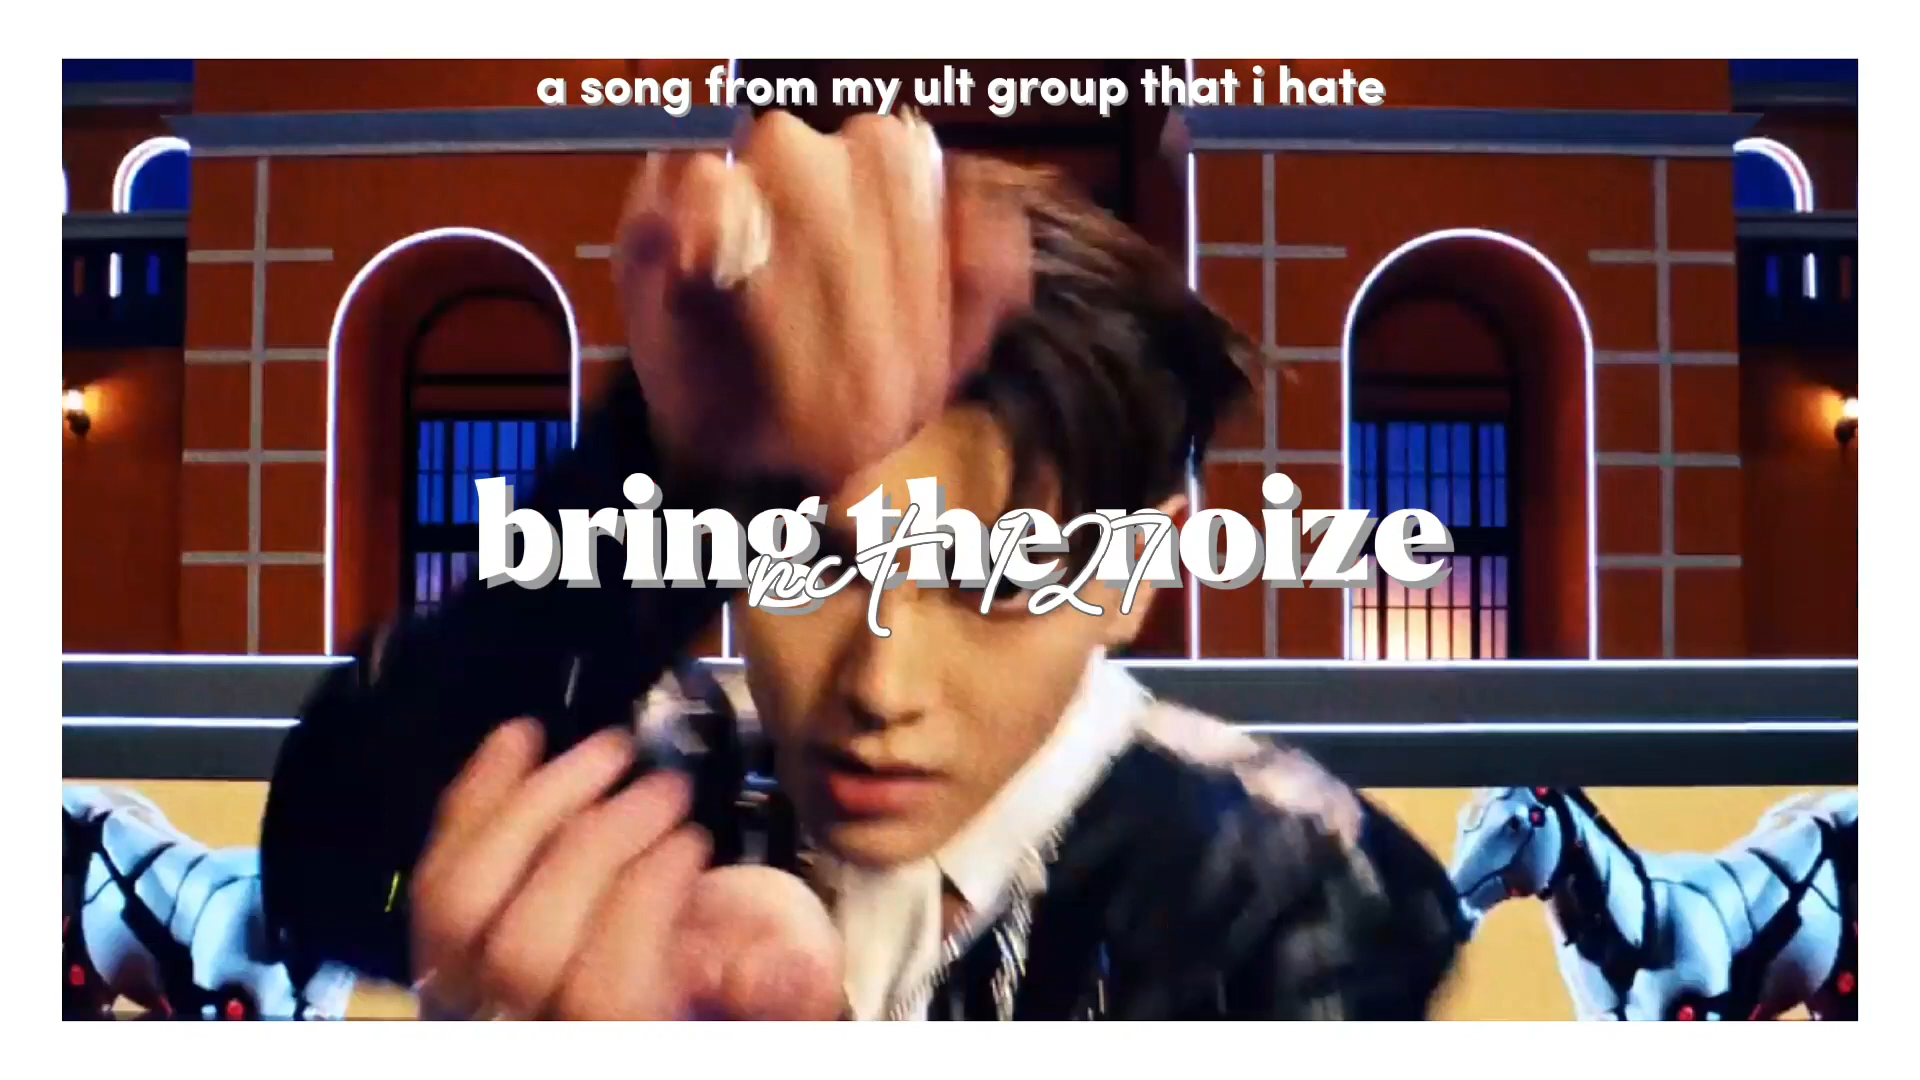 a song from my ult group that i hate
bring the noize
nct 127